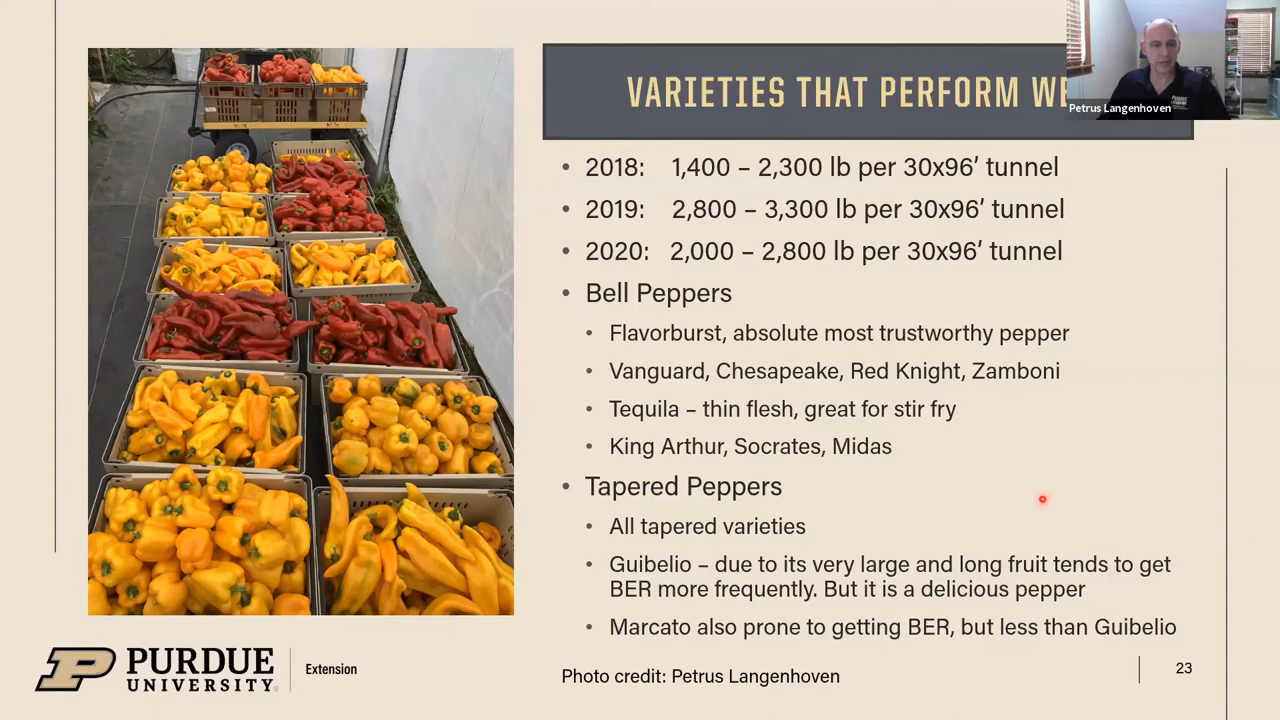 VARIETIES THAT PERFORM WE
Petrus Langenhoven
• 2018: 1,400 – 2,300 lb per 30x96′ tunnel
• 2019: 2,800 – 3,300 lb per 30x96′ tunnel
• 2020: 2,000 – 2,800 lb per 30x96′ tunnel
• Bell Peppers
• Flavorburst, absolute most trustworthy pepper
• Vanguard, Chesapeake, Red Knight, Zamboni
• Tequila – thin flesh, great for stir fry
• King Arthur, Socrates, Midas
• Tapered Peppers
• All tapered varieties
• Guibelio – due to its very large and long fruit tends to get
BER more frequently. But it is a delicious pepper
• Marcato also prone to getting BER, but less than Guibelio
PURDUE
UNIVERSITY
Extension
Photo credit: Petrus Langenhoven
23